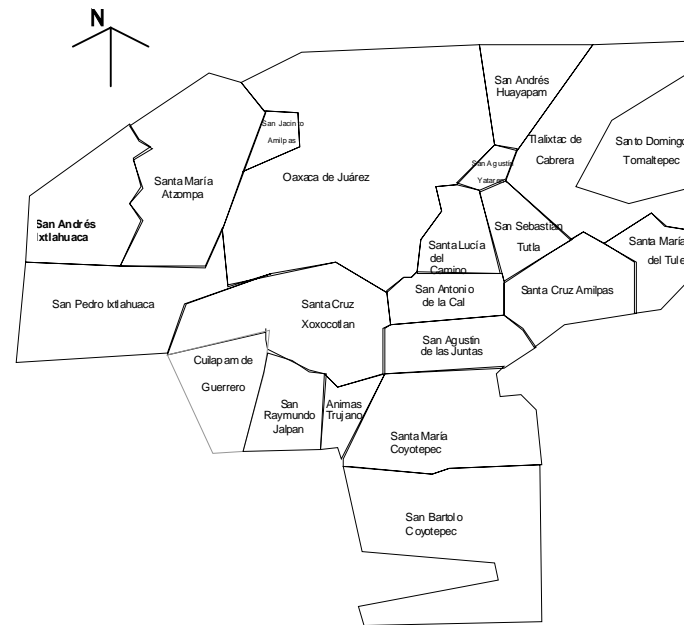 N
San Andrés
Huayapam
San Jacinto
Amilpas
Tlalixtac de
Cabrera
Santo Domingo
Tomaltepec
Oaxaca de Juárez
San Agustin
Yatareni
Santa María
Atzompa
San Andrés
Ixtlahuaca
San Sebastian
Tutla
Santa Lucía
del
Camino
Santa María
del Tule
San Pedro Ixtlahuaca
Santa Cruz
Xoxocotlan
San Antonio
de la Cal
Santa Cruz Amilpas
San Agustin
de las Juntas
Cuilapam de
Guerrero
San
Raymundo
Jalpan
Animas
Trujano
Santa María
Coyotepec
San Bartolo
Coyotepec